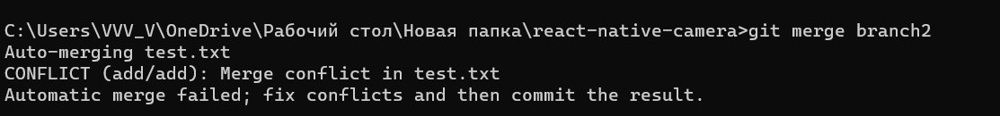 C:\Users\VVV_V\OneDrive\Рабочий стол\Новая папка\react-native-camera>git merge branch2
Auto-merging test.txt
CONFLICT (add/add): Merge conflict in test.txt
Automatic merge failed; fix conflicts and then commit the result.